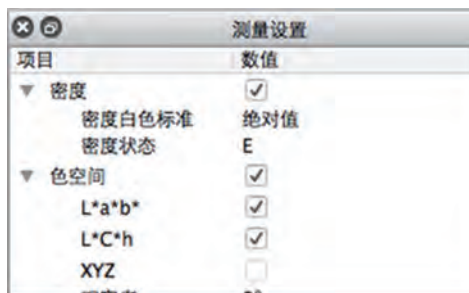 测量设置
项目 数值
密度
密度白色标准 绝对值
密度状态 E
色空间
L*a*b*
L*C*h
XYZ